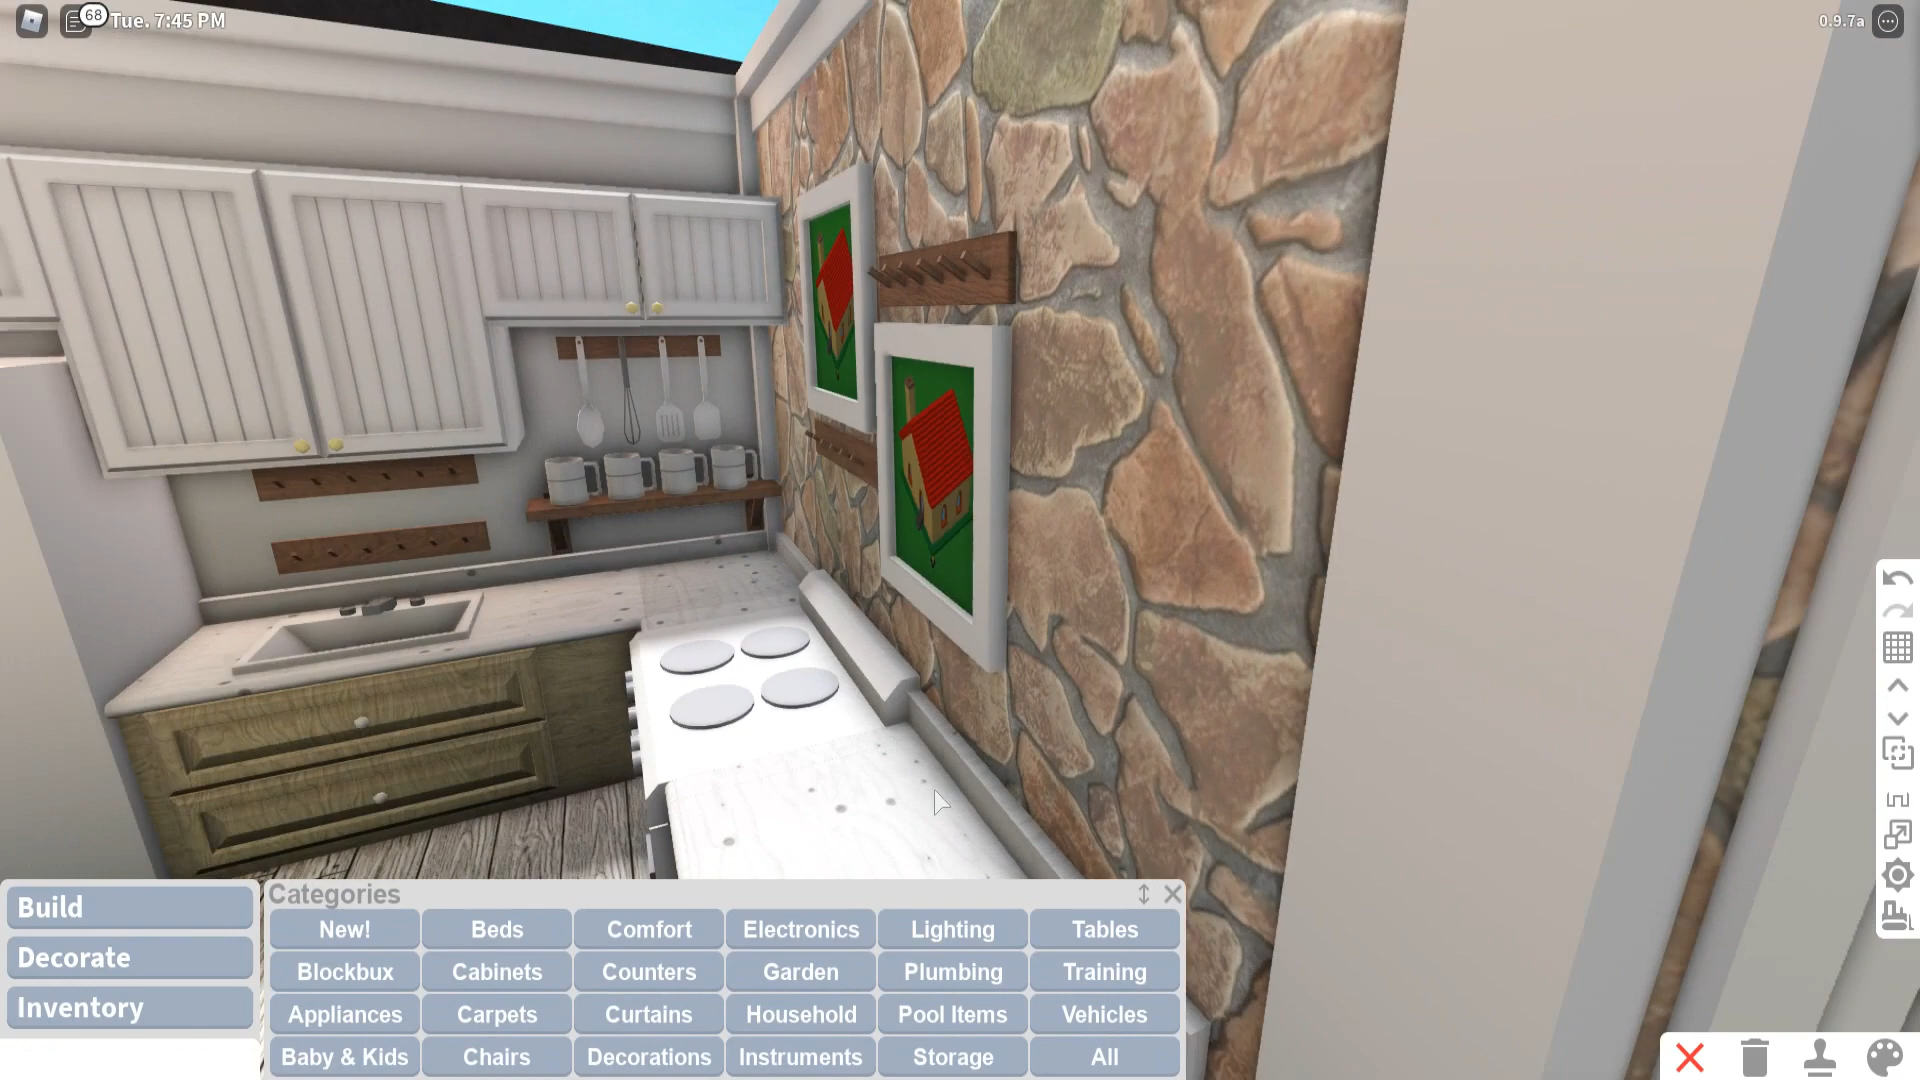 68
Tue. 7:45 PM
0.9.7a
Build
Decorate
Inventory
Categories
New! Beds Comfort Electronics Lighting Tables
Blockbux Cabinets Counters Garden Plumbing Training
Appliances Carpets Curtains Household Pool Items Vehicles
Baby & Kids Chairs Decorations Instruments Storage All